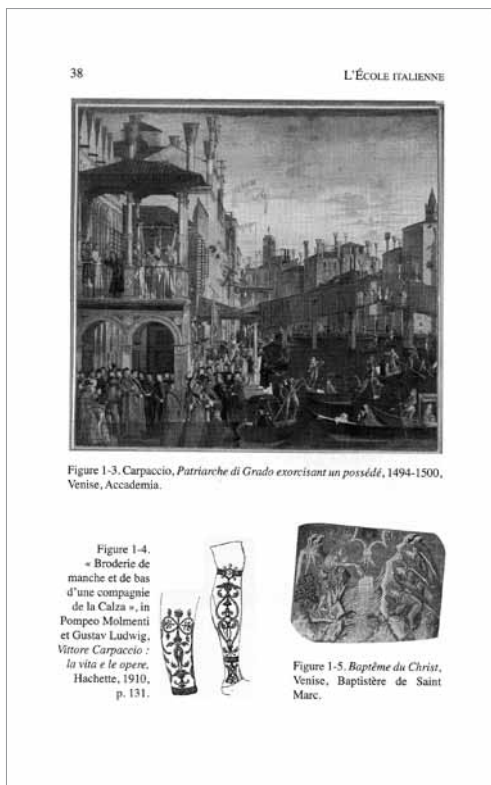 38
L'ÉCOLE ITALIENNE
Figure 1-3. Carpaccio, Patriarche di Grado exorcisant un possédé, 1494-1500,
Venise, Accademia.
Figure 1-4.
« Broderie de
manche et de bas
d'une compagnie
de la Calza », in
Pompeo Molmenti
et Gustav Ludwig,
Vittore Carpaccio :
la vita e le opere,
Hachette, 1910,
p. 131.
Figure 1-5. Baptême du Christ,
Venise, Baptistère de Saint
Marc.